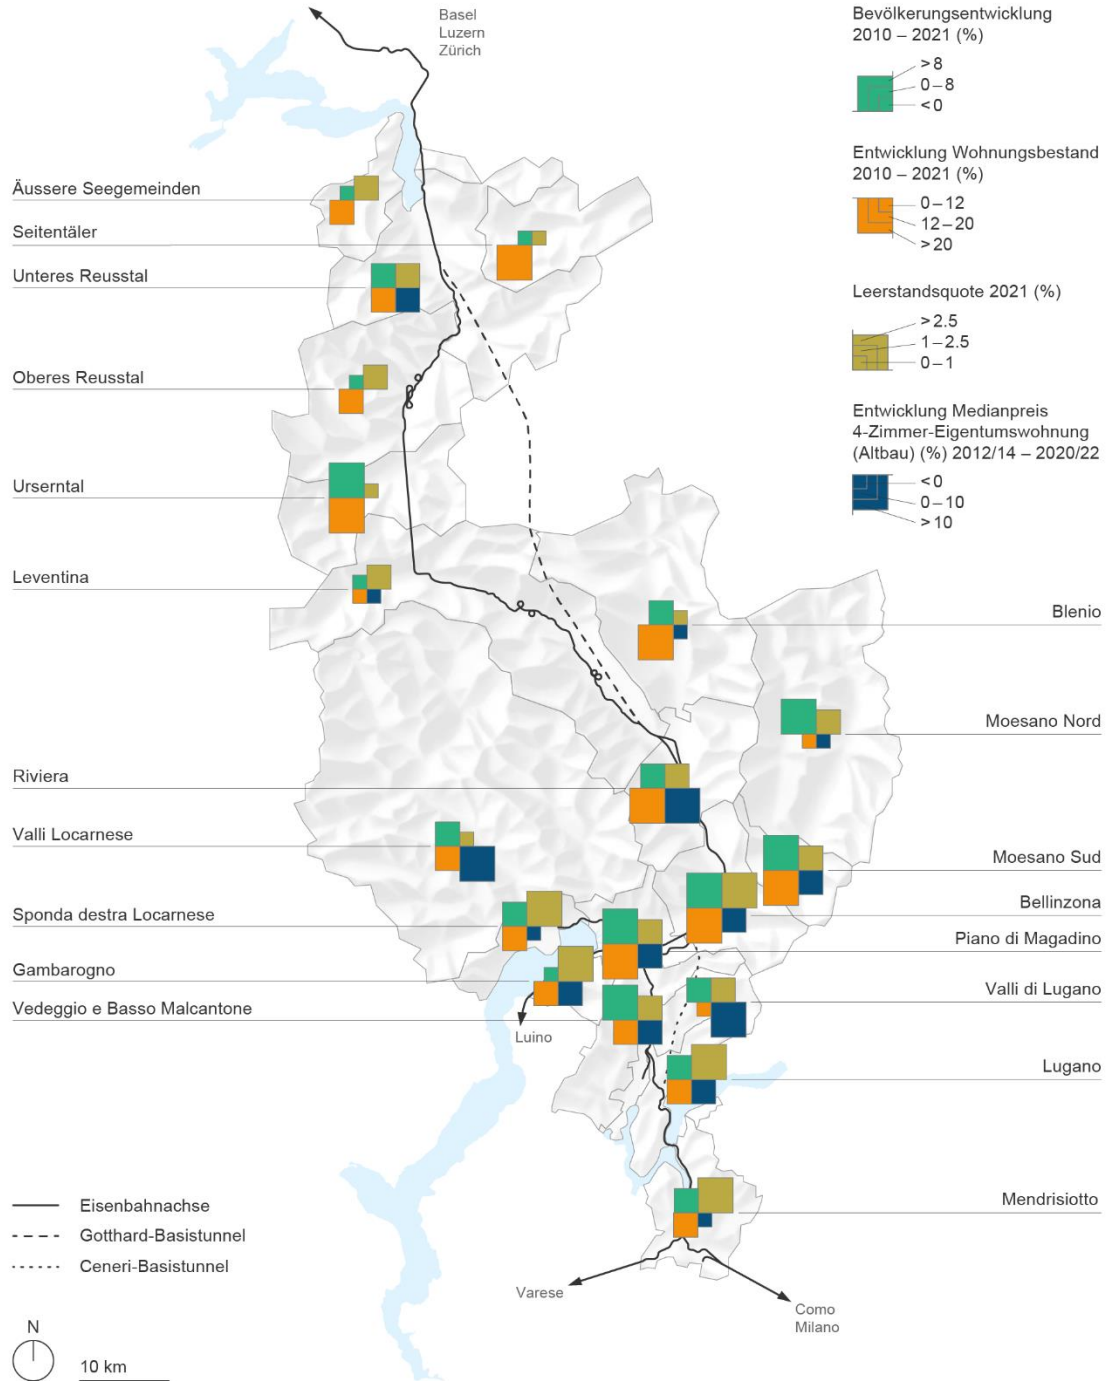 Basel
Luzern
Zürich
Bevölkerungsentwicklung
2010 – 2021 (%)
>8
0–8
<0
Entwicklung Wohnungsbestand
2010 – 2021 (%)
0–12
12–20
>20
Leerstandsquote 2021 (%)
>2.5
1–2.5
0–1
Entwicklung Medianpreis
4-Zimmer-Eigentumswohnung
(Altbau) (%) 2012/14 – 2020/22
<0
0–10
>10
Äussere Seegemeinden
Seitentäler
Unteres Reusstal
Oberes Reusstal
Urserntal
Leventina
Riviera
Valli Locarnese
Sponda destra Locarnese
Gambarogno
Vedeggio e Basso Malcantone
Blenio
Moesano Nord
Moesano Sud
Bellinzona
Piano di Magadino
Valli di Lugano
Lugano
Mendrisiotto
Luino
Varese
Como
Milano
Eisenbahnachse
Gotthard-Basistunnel
Ceneri-Basistunnel
N
10 km